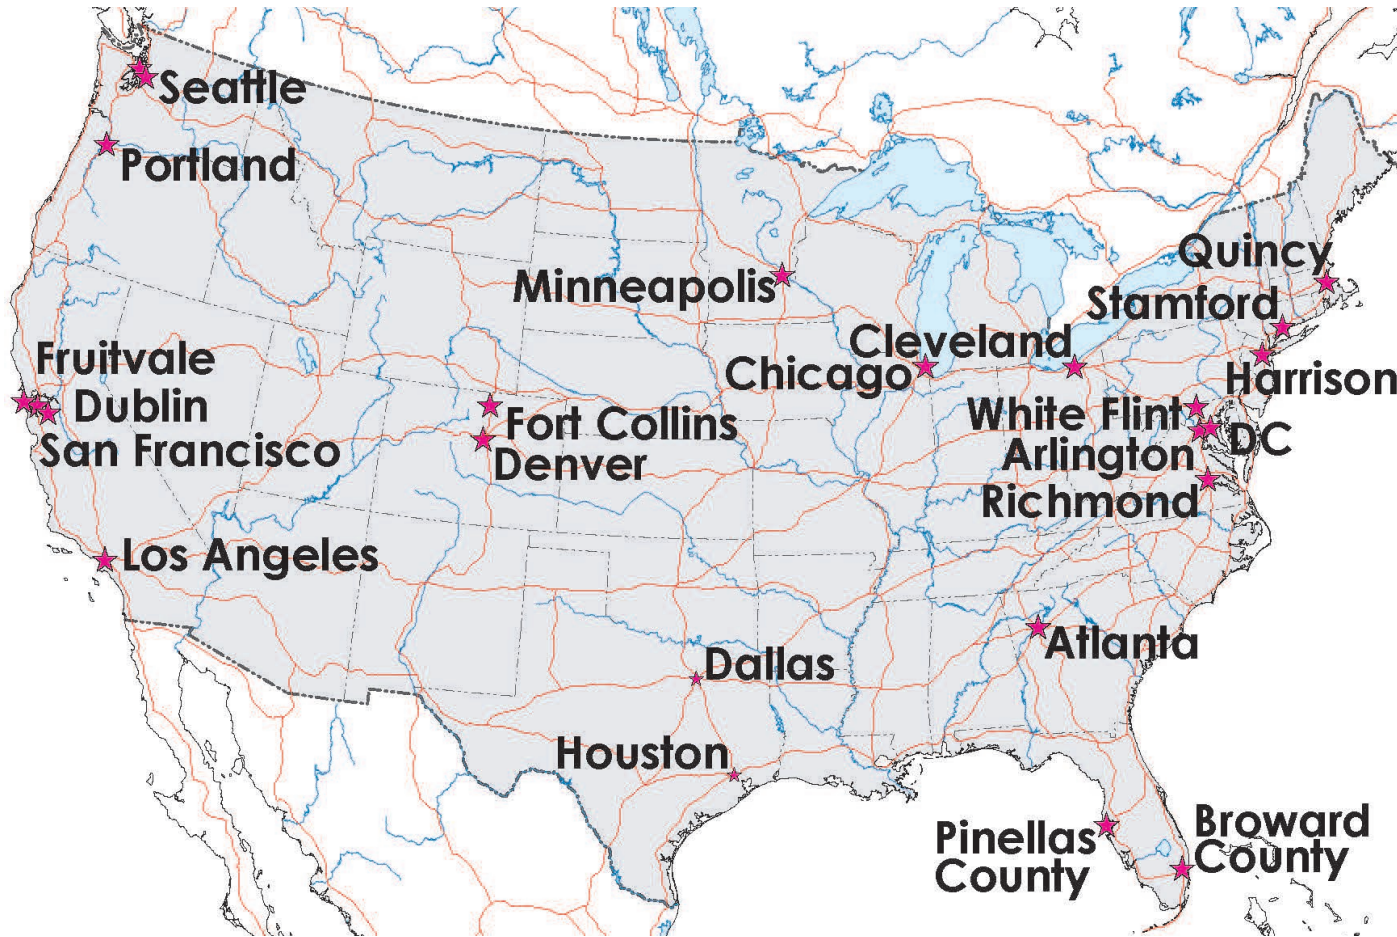 Seattle
Portland
Quincy
Minneapolis
Stamford
Cleveland
Fruitvale
Chicago
Harrison
Dublin
White Flint
Fort Collins
DC
San Francisco
Arlington
Denver
Richmond
Los Angeles
Atlanta
Dallas
Houston
Broward
County
Pinellas
County